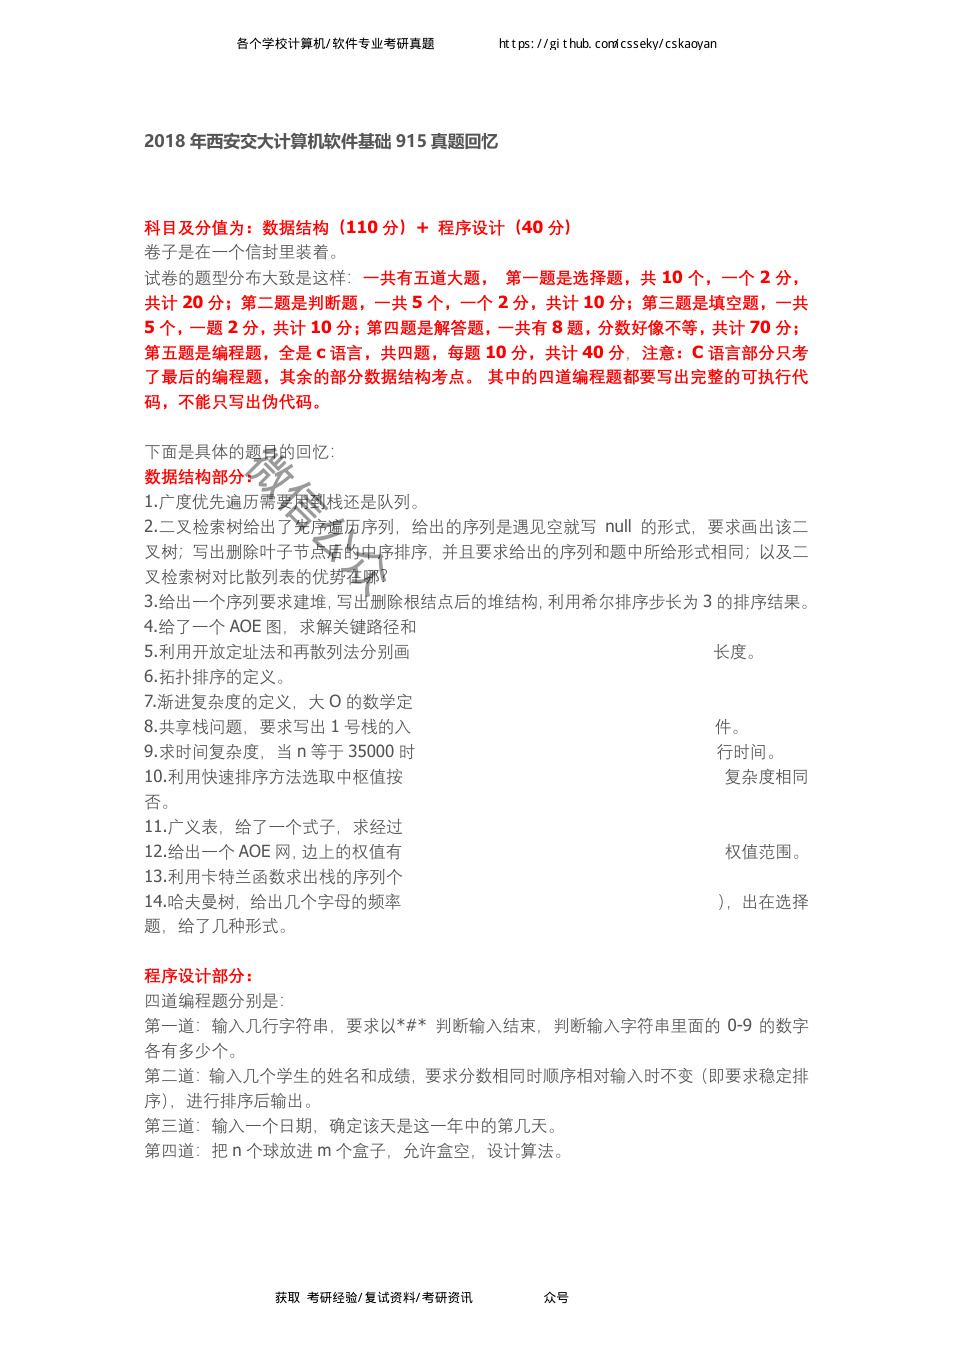 各个学校计算机/软件专业考研真题 https://github.com/csseky/cskaoyan
2018 年西安交大计算机软件基础 915 真题回忆
科目及分值为：数据结构（110 分）+ 程序设计（40 分）
卷子是在一个信封里装着。
试卷的题型分布大致是这样：一共有五道大题， 第一题是选择题，共 10 个，一个 2 分，
共计 20 分；第二题是判断题，一共 5 个，一个 2 分，共计 10 分；第三题是填空题，一共
5 个，一题 2 分，共计 10 分；第四题是解答题，一共有 8 题，分数好像不等，共计 70 分；
第五题是编程题，全是 c 语言，共四题，每题 10 分，共计 40 分，注意：C 语言部分只考
了最后的编程题，其余的部分数据结构考点。 其中的四道编程题都要写出完整的可执行代
码，不能只写出伪代码。
下面是具体的题目的回忆：
数据结构部分：
1.广度优先遍历需要用到栈还是队列。
2.二叉检索树给出了先序遍历序列，给出的序列是遇见空就写 null 的形式，要求画出该二
叉树；写出删除叶子节点后的中序排序，并且要求给出的序列和题中所给形式相同；以及二
叉检索树对比散列表的优势在哪？
3.给出一个序列要求建堆，写出删除根结点后的堆结构，利用希尔排序步长为 3 的排序结果。
4.给了一个 AOE 图，求解关键路径和
5.利用开放定址法和再散列法分别画 长度。
6.拓扑排序的定义。
7.渐进复杂度的定义，大 O 的数学定
8.共享栈问题，要求写出 1 号栈的入 件。
9.求时间复杂度，当 n 等于 35000 时 行时间。
10.利用快速排序方法选取中枢值按 复杂度相同
否。
11.广义表，给了一个式子，求经过
12.给出一个 AOE 网，边上的权值有 权值范围。
13.利用卡特兰函数求出栈的序列个
14.哈夫曼树，给出几个字母的频率 ），出在选择
题，给了几种形式。
程序设计部分：
四道编程题分别是：
第一道：输入几行字符串，要求以*#* 判断输入结束，判断输入字符串里面的 0-9 的数字
各有多少个。
第二道：输入几个学生的姓名和成绩，要求分数相同时顺序相对输入时不变（即要求稳定排
序），进行排序后输出。
第三道：输入一个日期，确定该天是这一年中的第几天。
第四道：把 n 个球放进 m 个盒子，允许盒空，设计算法。
微信公众
获取 考研经验/复试资料/考研资讯 众号